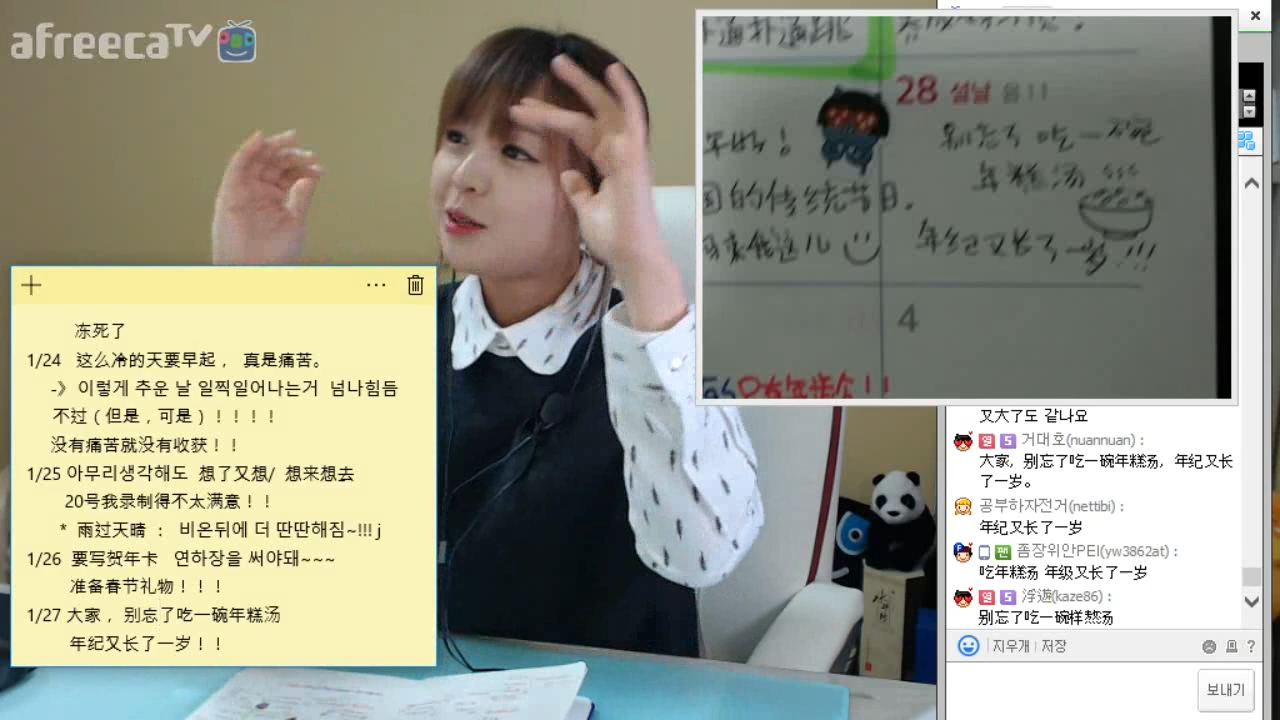 afreecaTV
冻死了
1/24 这么冷的天要早起， 真是痛苦。
-》 이렇게 추운 날 일찍일어나는거 넘나힘듬
不过（但是，可是）！！！！
没有痛苦就没有收获！！
1/25 아무리생각해도 想了又想/ 想来想去
20号我录制得不太满意！！
* 雨过天晴 ： 비온뒤에 더 딴딴해짐~!!! j
1/26 要写贺年卡 연하장을 써야돼~~~
准备春节礼物！！！
1/27 大家， 别忘了吃一碗年糕汤
年纪又长了一岁！！
扑通跳
28 설날 음 11
别忘了 吃一碗
年糕汤
国的传统节日.
年纪又长了一岁!!!
4
又大了도 같나요
열 5 거대호(nuannuan) :
大家，别忘了吃一碗年糕汤，年纪又长
了一岁。
공부하자전거(nettibi) :
年纪又长了一岁
팬 좀장위안PEI(yw3862at) :
吃年糕汤 年级又长了一岁
열 5 浮遊(kaze86) :
别忘了吃一碗样熬汤
지우개 저장
?
보내기